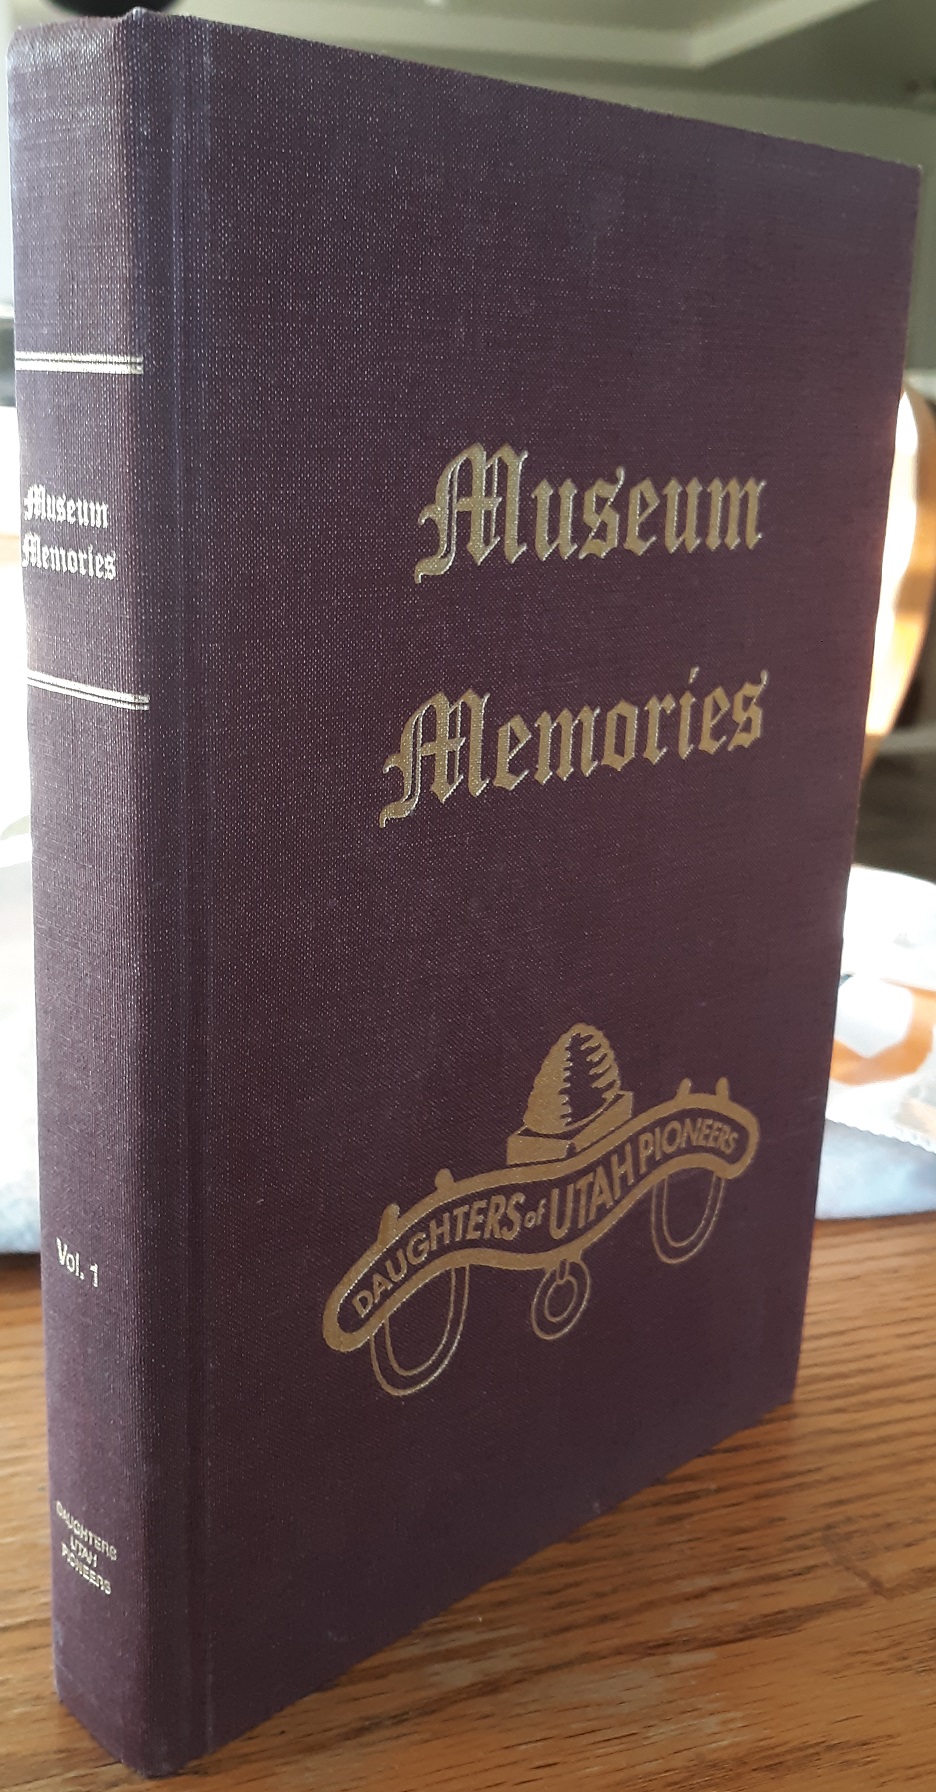 Museum
Memories
Vol. 1
DAUGHTERS
UTAH
PIONEERS
Museum
Memories
DAUGHTERS of UTAH PIONEERS